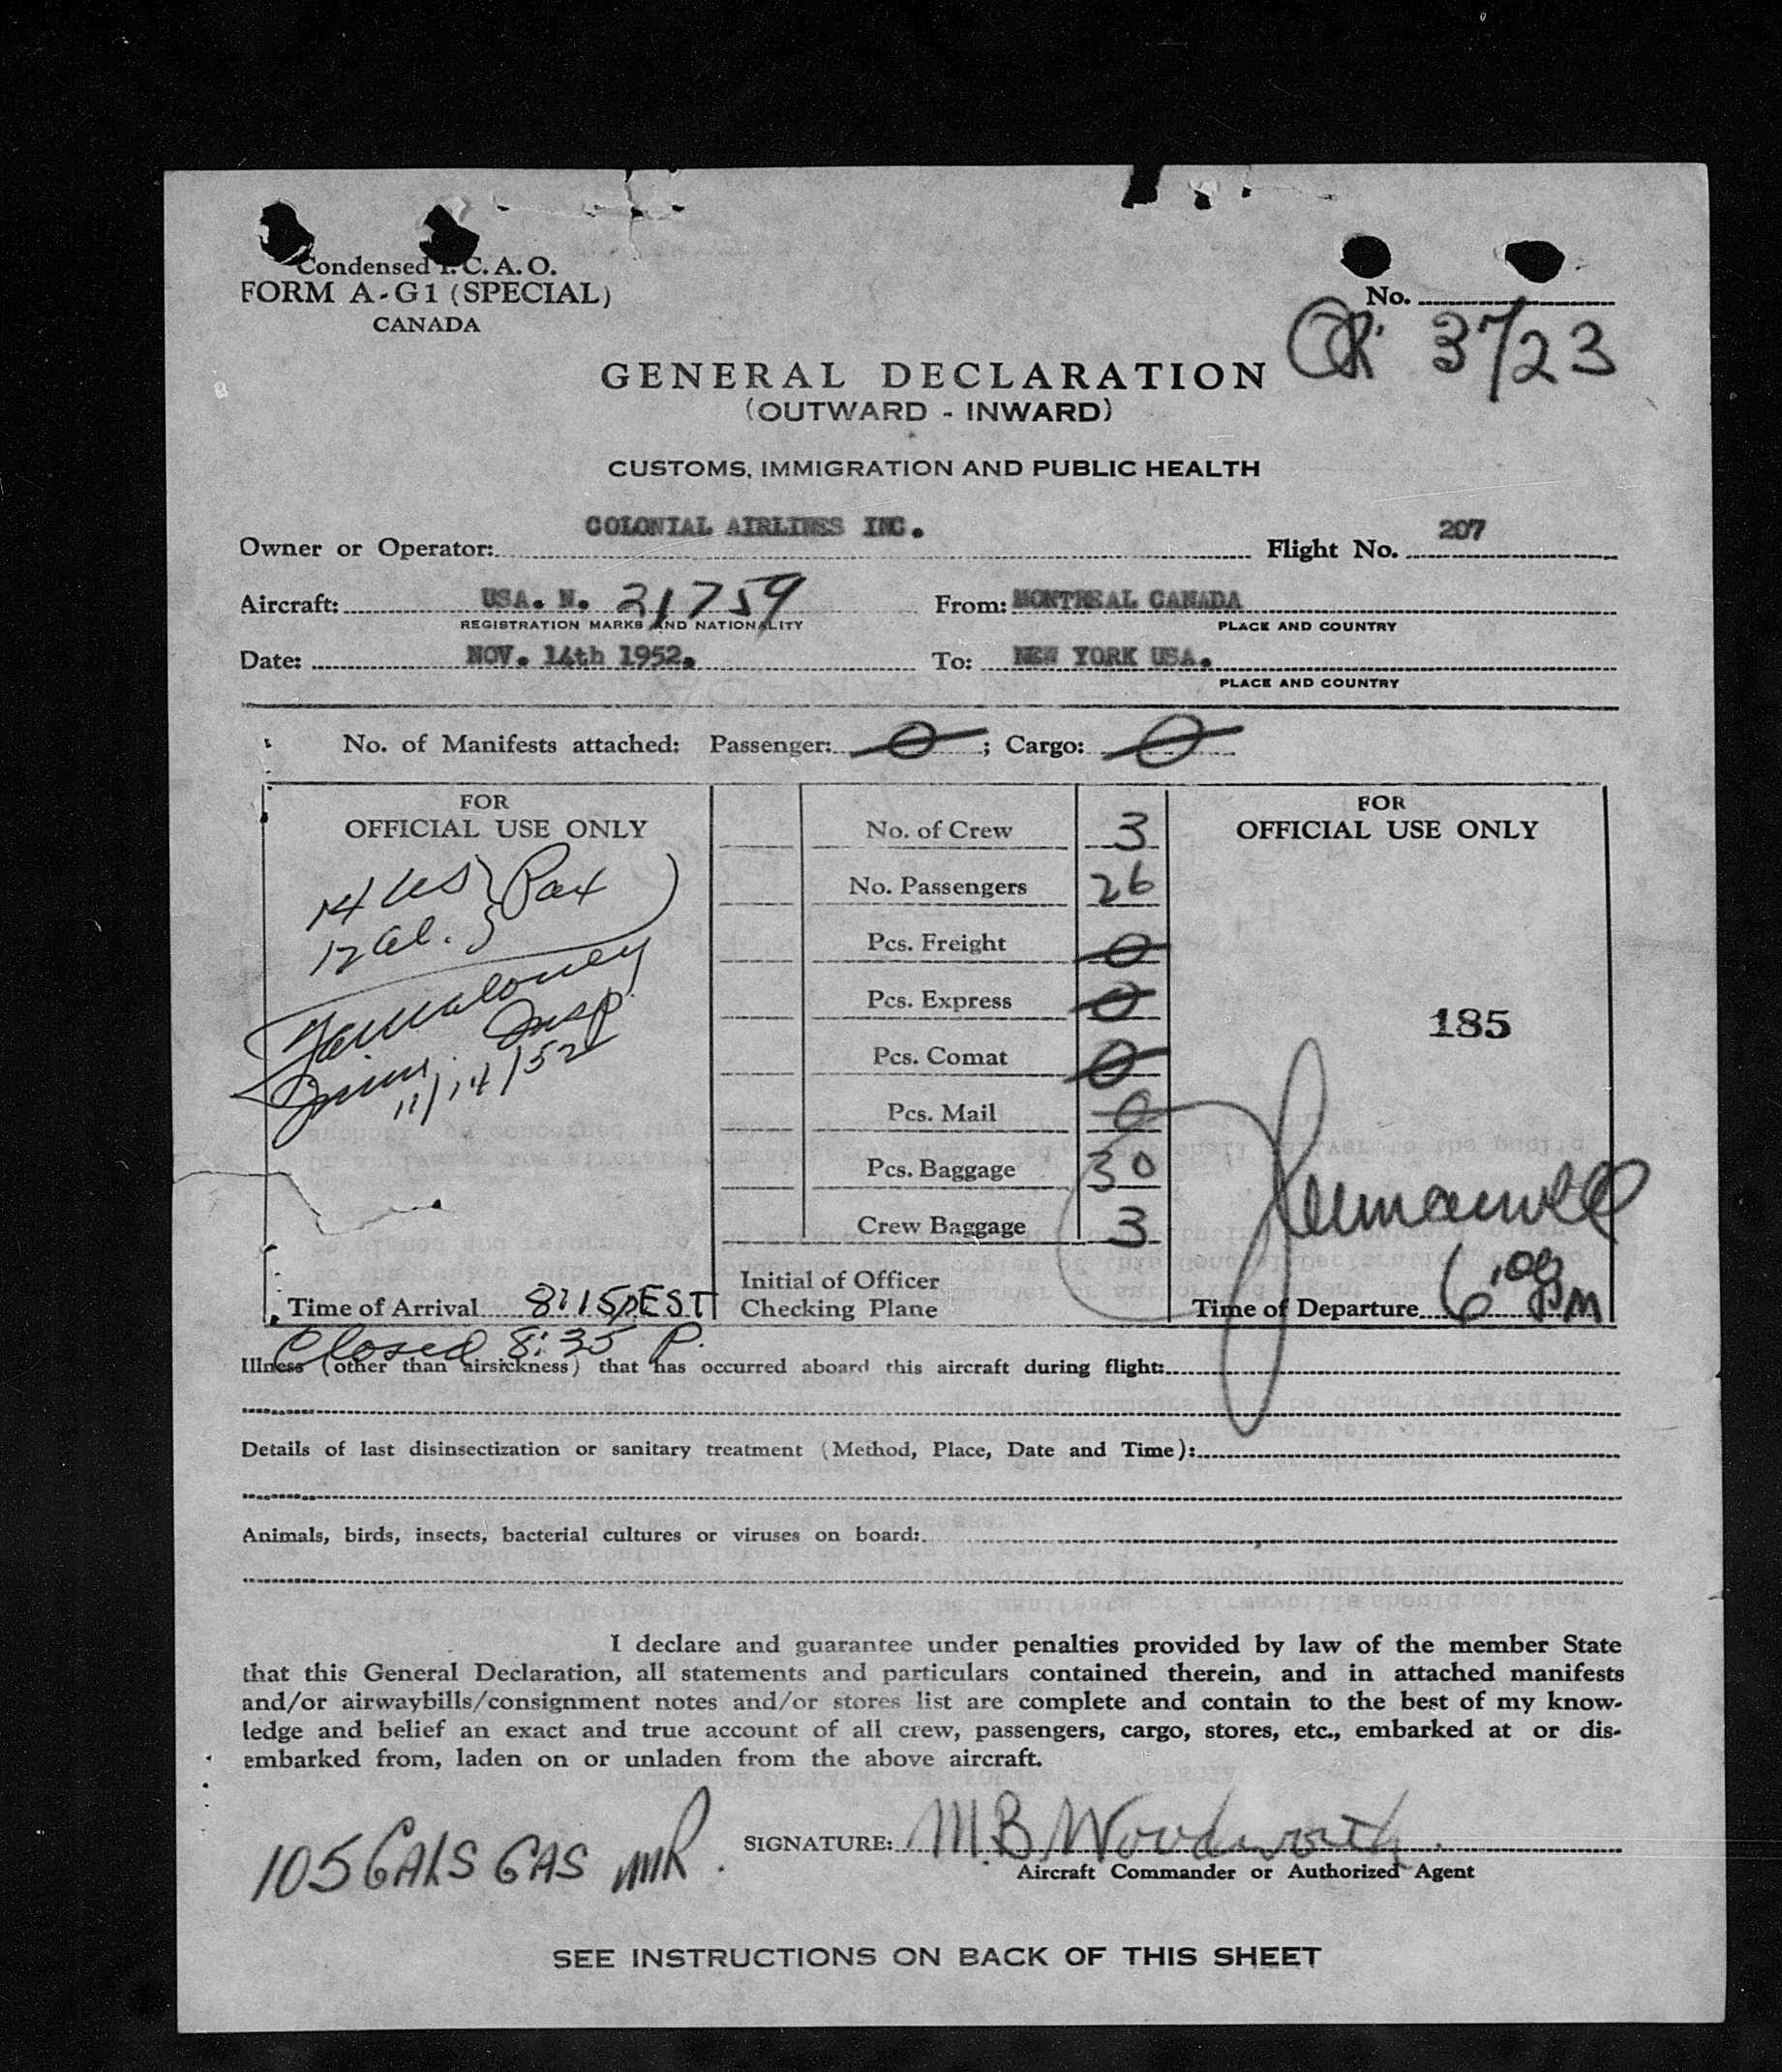 Condensed I. C. A. O.
FORM A-G1 (SPECIAL)
CANADA
No.
OR 3723
GENERAL DECLARATION
(OUTWARD - INWARD)
CUSTOMS, IMMIGRATION AND PUBLIC HEALTH
Owner or Operator: COLONIAL AIRLINES INC. Flight No. 207
Aircraft: USA. N. 21759 From: MONTREAL CANADA
REGISTRATION MARKS AND NATIONALITY PLACE AND COUNTRY
Date: NOV. 14th 1952. To: NEW YORK USA.
PLACE AND COUNTRY
No. of Manifests attached: Passenger: 0 ; Cargo: 0
FOR
OFFICIAL USE ONLY
14 US } Pax
12 al. }
Insp.
Imm. 11/14/52
Time of Arrival 8:15p EST
Closed 8:35 P.
No. of Crew 3
No. Passengers 26
Pcs. Freight 0
Pcs. Express 0
Pcs. Comat 0
Pcs. Mail 0
Pcs. Baggage 30
Crew Baggage 3
Initial of Officer
Checking Plane
FOR
OFFICIAL USE ONLY
185
Time of Departure 6:08 PM
Illness (other than airsickness) that has occurred aboard this aircraft during flight:
Details of last disinsectization or sanitary treatment (Method, Place, Date and Time):
Animals, birds, insects, bacterial cultures or viruses on board:
I declare and guarantee under penalties provided by law of the member State
that this General Declaration, all statements and particulars contained therein, and in attached manifests
and/or airwaybills/consignment notes and/or stores list are complete and contain to the best of my know-
ledge and belief an exact and true account of all crew, passengers, cargo, stores, etc., embarked at or dis-
embarked from, laden on or unladen from the above aircraft.
105 GALS GAS MR.
SIGNATURE: M.B Woodworth
Aircraft Commander or Authorized Agent
SEE INSTRUCTIONS ON BACK OF THIS SHEET